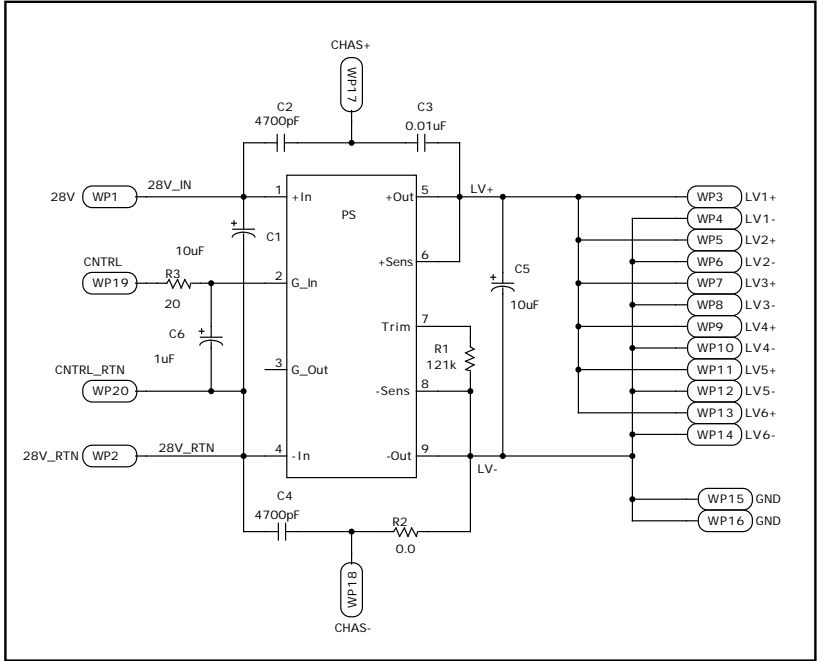 CHAS+
WP17
C2
4700pF
C3
0.01uF
28V WP1 28V_IN
1 +In
PS
+Out 5 LV+
+
C1
10uF
+Sens 6
CNTRL
WP19
R3
20
2 G_In
+
C6
1uF
+
C5
10uF
Trim 7
R1
121k
3 G_Out
CNTRL_RTN
WP20
-Sens 8
28V_RTN WP2 28V_RTN
4 -In
-Out 9
LV-
C4
4700pF
R2
0.0
WP18
CHAS-
WP3 LV1+
WP4 LV1-
WP5 LV2+
WP6 LV2-
WP7 LV3+
WP8 LV3-
WP9 LV4+
WP10 LV4-
WP11 LV5+
WP12 LV5-
WP13 LV6+
WP14 LV6-
WP15 GND
WP16 GND